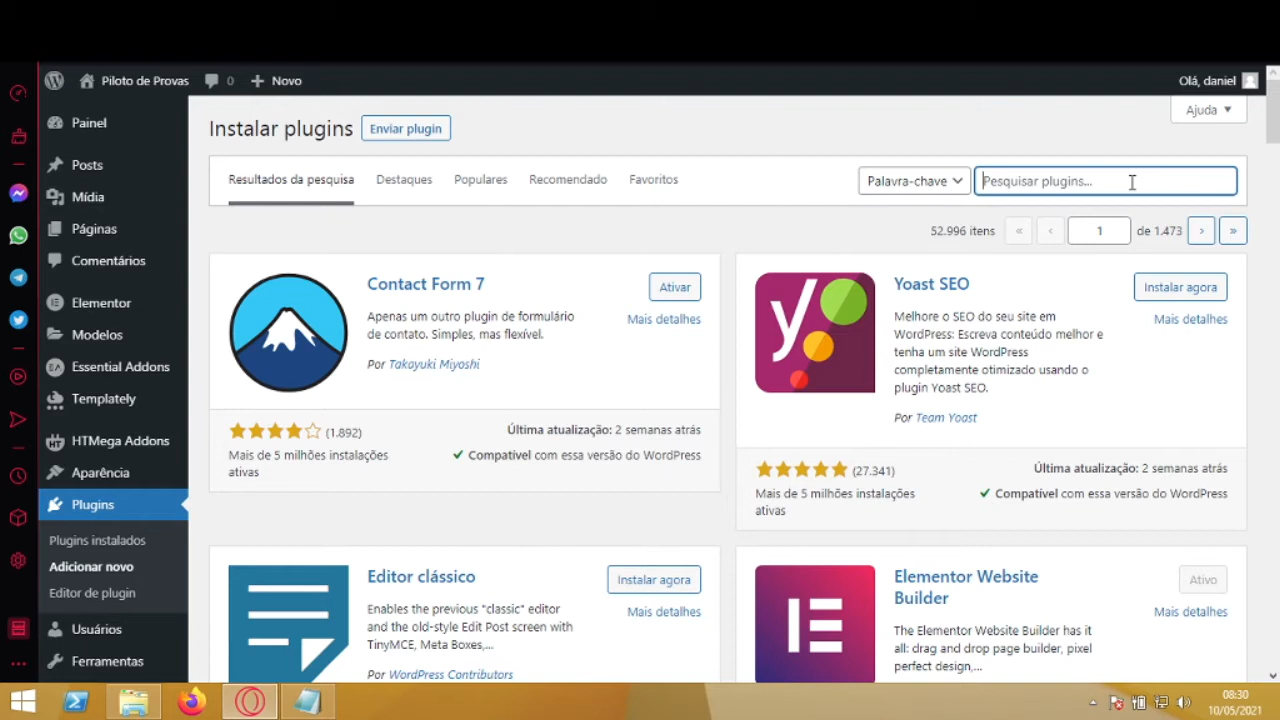 Piloto de Provas
0
Novo
Olá, daniel
Ajuda
Painel
Posts
Mídia
Páginas
Comentários
Elementor
Modelos
Essential Addons
Templately
HTMega Addons
Aparência
Plugins
Plugins instalados
Adicionar novo
Editor de plugin
Usuários
Ferramentas
Instalar plugins
Enviar plugin
Resultados da pesquisa
Destaques
Populares
Recomendado
Favoritos
Palavra-chave
Pesquisar plugins...
52.996 itens
«
‹
1
de 1.473
›
»
Contact Form 7
Ativar
Mais detalhes
Apenas um outro plugin de formulário
de contato. Simples, mas flexível.
Por Takayuki Miyoshi
(1.892)
Mais de 5 milhões instalações
ativas
Última atualização: 2 semanas atrás
Compatível com essa versão do WordPress
y
Yoast SEO
Instalar agora
Mais detalhes
Melhore o SEO do seu site em
WordPress: Escreva conteúdo melhor e
tenha um site WordPress
completamente otimizado usando o
plugin Yoast SEO.
Por Team Yoast
(27.341)
Mais de 5 milhões instalações
ativas
Última atualização: 2 semanas atrás
Compatível com essa versão do WordPress
Editor clássico
Instalar agora
Mais detalhes
Enables the previous "classic" editor
and the old-style Edit Post screen with
TinyMCE, Meta Boxes,...
Por WordPress Contributors
Elementor Website
Builder
Ativo
Mais detalhes
The Elementor Website Builder has it
all: drag and drop page builder, pixel
perfect design,...
08:30
10/05/2021